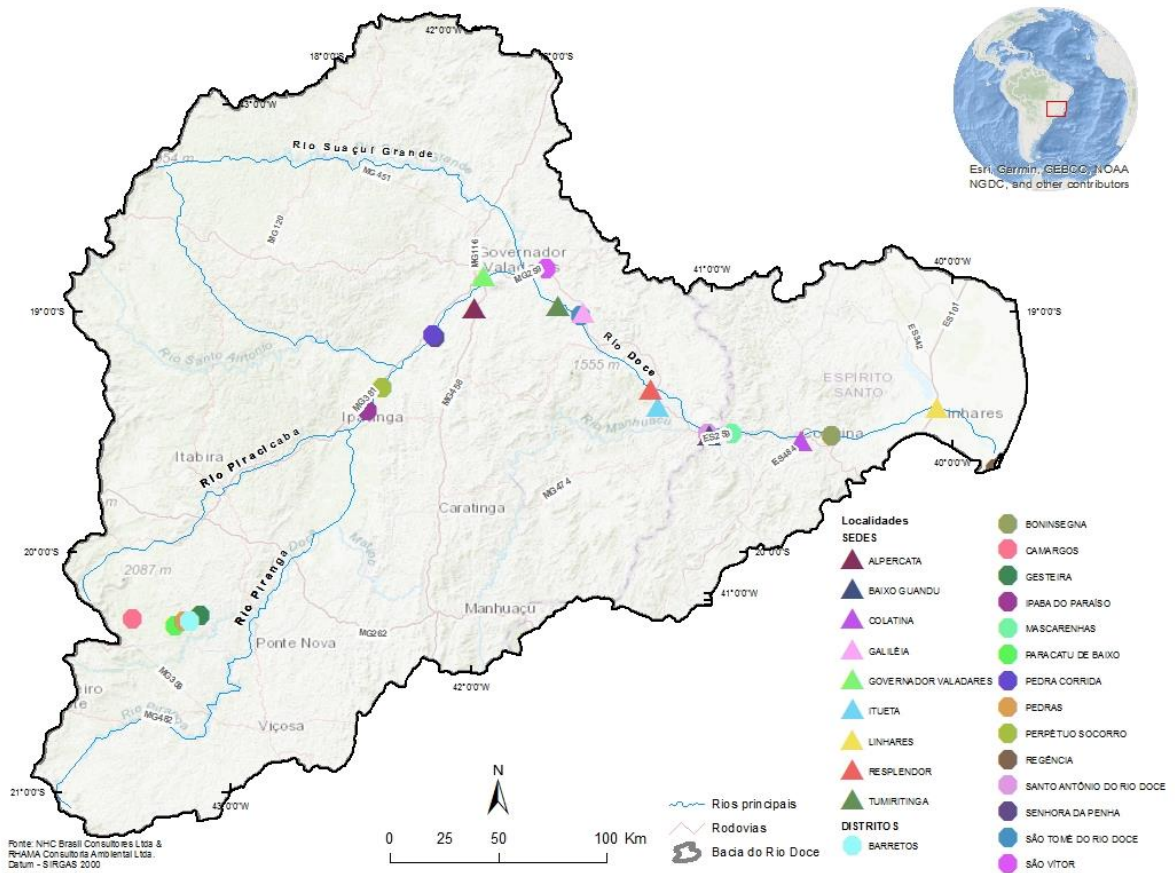 42°0'0"W
18°0'0"S
18°0'0"S
43°0'0"W
Esri, Garmin, GEBCO, NOAA
NGDC, and other contributors
Rio Suaçuí Grande
MG451
MG120
MG116
Governador
Valadares
MG259
41°0'0"W
40°0'0"W
19°0'0"S
19°0'0"S
Rio Santo Antonio
Rio Doce
1555 m
ES342
ES101
ESPÍRITO
SANTO
MG381
MG458
Ipatinga
Rio Manhuaçu
ES259
Colatina
Linhares
ES484
40°0'0"W
Rio Piracicaba
Itabira
MG474
Caratinga
20°0'0"S
20°0'0"S
2087 m
Matipo
Rio Piranga
41°0'0"W
Manhuaçu
MG262
Ponte Nova
MG356
42°0'0"W
Rio Piranga
MG482
Viçosa
21°0'0"S
43°0'0"W
N
0 50 100 Km
Rios principais
Rodovias
Bacia do Rio Doce
Localidades
SEDES
ALPERCATA
BAIXO GUANDU
COLATINA
GALILÉIA
GOVERNADOR VALADARES
ITUETA
LINHARES
RESPLENDOR
TUMIRITINGA
DISTRITOS
BARRETOS
BONINSEGNA
CAMARGOS
GESTEIRA
IPABA DO PARAÍSO
MASCARENHAS
PARACATU DE BAIXO
PEDRA CORRIDA
PEDRAS
PERPÉTUO SOCORRO
REGÊNCIA
SANTO ANTÔNIO DO RIO DOCE
SENHORA DA PENHA
SÃO TOMÉ DO RIO DOCE
SÃO VÍTOR
Fonte: NHC Brasil Consultores Ltda &
RHAMA Consultoria Ambiental Ltda.
Datum - SIRGAS 2000